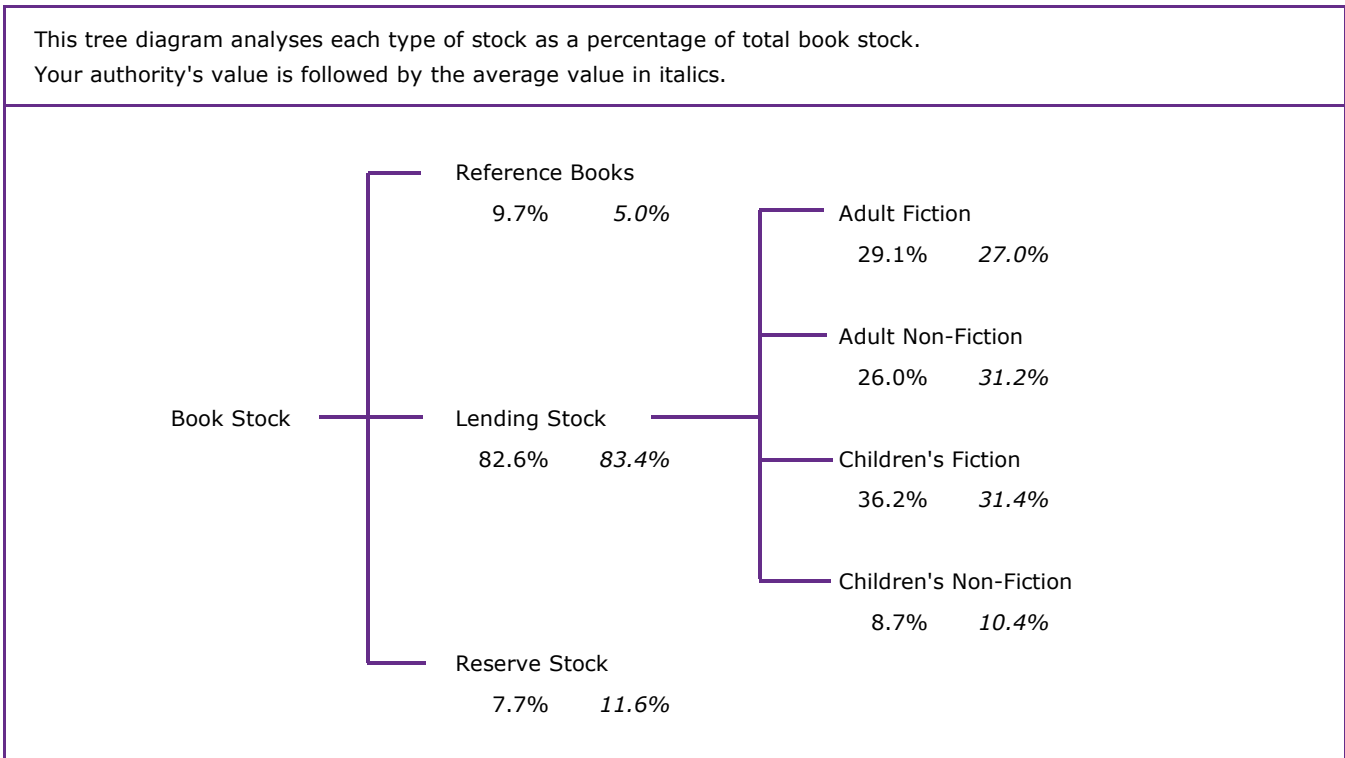 This tree diagram analyses each type of stock as a percentage of total book stock.
Your authority's value is followed by the average value in italics.
Reference Books
9.7% 5.0%
Adult Fiction
29.1% 27.0%
Adult Non-Fiction
26.0% 31.2%
Book Stock
Lending Stock
82.6% 83.4%
Children's Fiction
36.2% 31.4%
Children's Non-Fiction
8.7% 10.4%
Reserve Stock
7.7% 11.6%